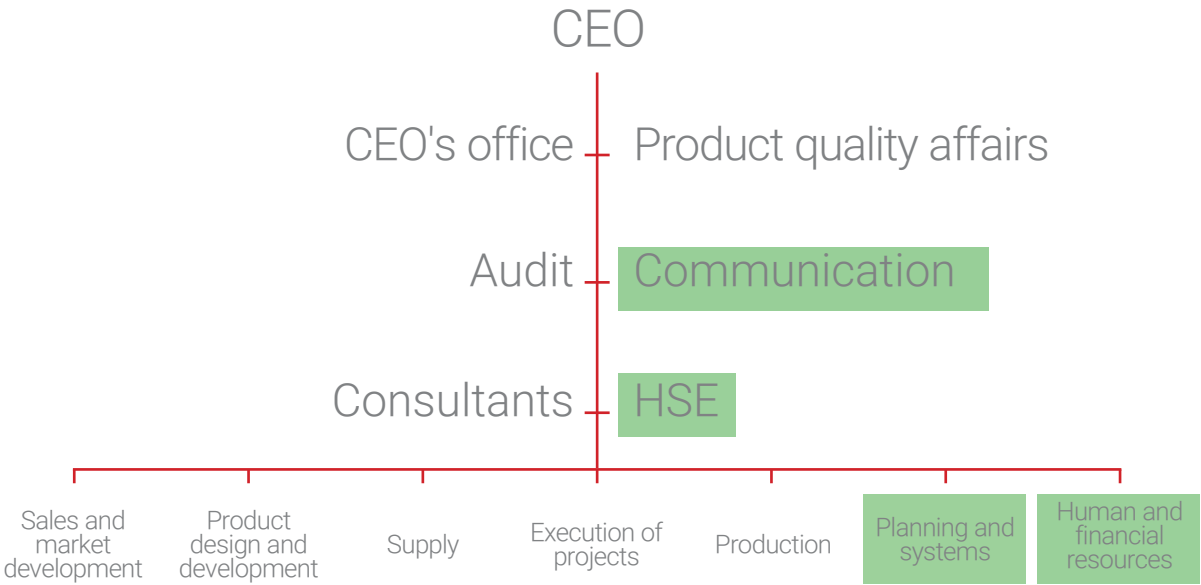 CEO
CEO's office
Product quality affairs
Audit
Communication
Consultants
HSE
Sales and
market
development
Product
design and
development
Supply
Execution of
projects
Production
Planning and
systems
Human and
financial
resources